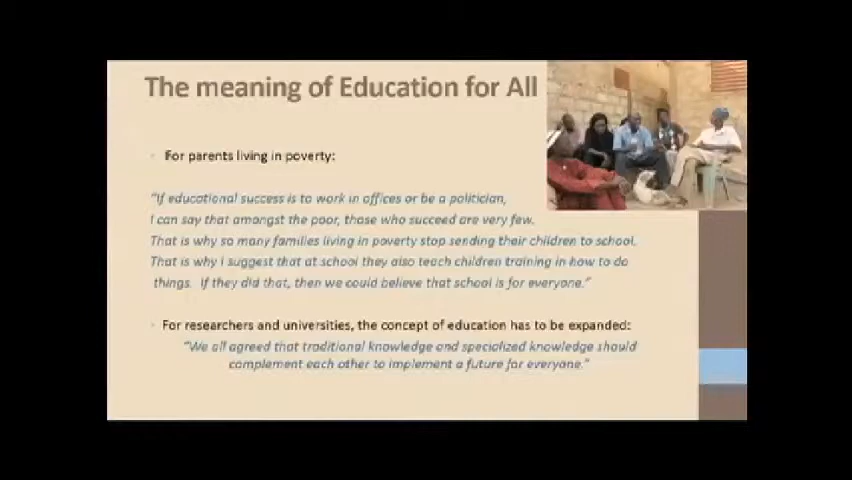 The meaning of Education for All
For parents living in poverty:
"If educational success is to work in offices or be a politician,
I can say that amongst the poor, those who succeed are very few.
That is why so many families living in poverty stop sending their children to school.
That is why I suggest that at school they also teach children training in how to do
things. If they did that, then we could believe that school is for everyone."
For researchers and universities, the concept of education has to be expanded:
"We all agreed that traditional knowledge and specialized knowledge should
complement each other to implement a future for everyone."